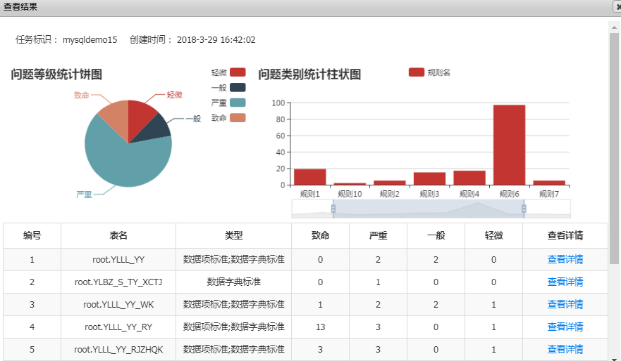 查看结果
任务标识： mysqldemo15 创建时间： 2018-3-29 16:42:02
问题等级统计饼图
轻微
一般
严重
致命
致命
轻微
一般
严重
问题类别统计柱状图
规则名
100
80
60
40
20
0
规则1 规则10 规则2 规则3 规则4 规则6 规则7
编号 表名 类型 致命 严重 一般 轻微 查看详情
1 root.YLLL_YY 数据项标准;数据字典标准 0 2 2 0 查看详情
2 root.YLBZ_S_TY_XCTJ 数据字典标准 0 1 0 0 查看详情
3 root.YLLL_YY_WK 数据项标准;数据字典标准 1 2 2 1 查看详情
4 root.YLLL_YY_RY 数据项标准;数据字典标准 13 3 0 1 查看详情
5 root.YLLL_YY_RJZHQK 数据项标准;数据字典标准 3 3 0 1 查看详情